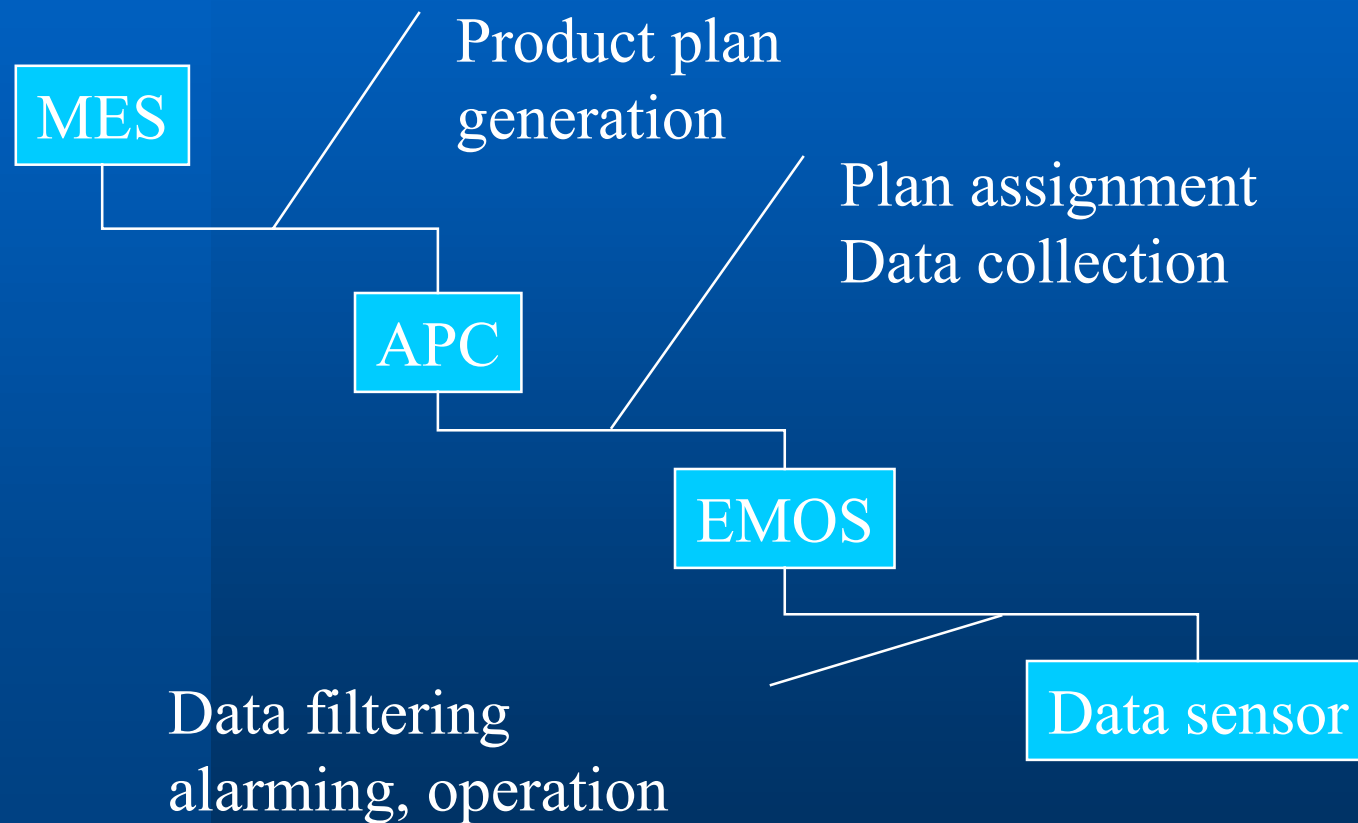 Product plan
generation
MES
Plan assignment
Data collection
APC
EMOS
Data sensor
Data filtering
alarming, operation